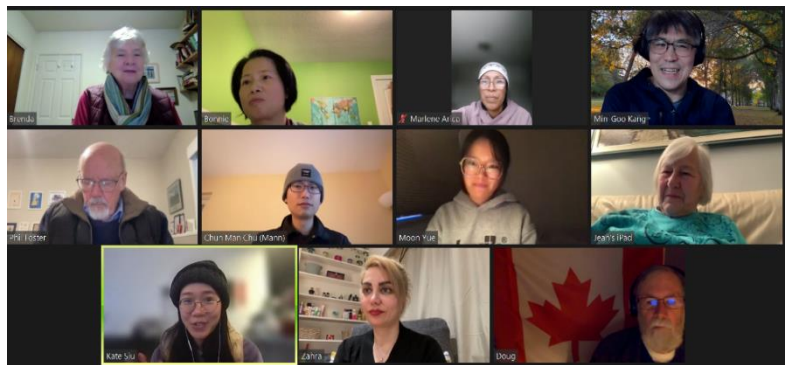 Brenda
Bonnie
Marlene Arico
Min-Goo Kang
Phil Foster
Chun Man Chu (Mann)
Moon Yue
Jean's iPad
Kate Siu
Zahra
Doug